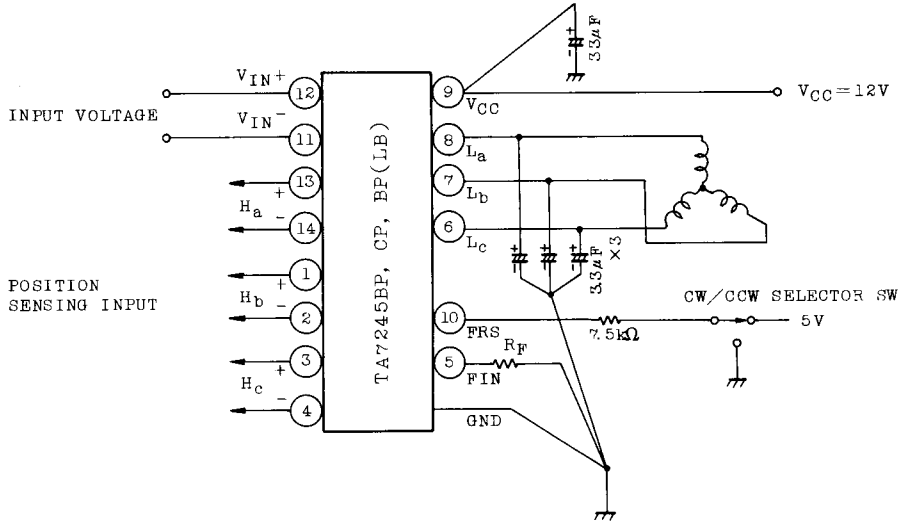 33μF
+
-
VIN+
12
9
VCC
VCC=12V
INPUT VOLTAGE
VIN-
11
8
La
13
7
Lb
+
Ha
-
14
6
Lc
+
-
+
-
+
-
3.3μF
×3
POSITION
SENSING INPUT
1
+
Hb
-
2
10
FRS
7.5kΩ
CW/CCW SELECTOR SW
5V
3
+
Hc
-
4
5
FIN
RF
GND
TA7245BP, CP, BP(LB)